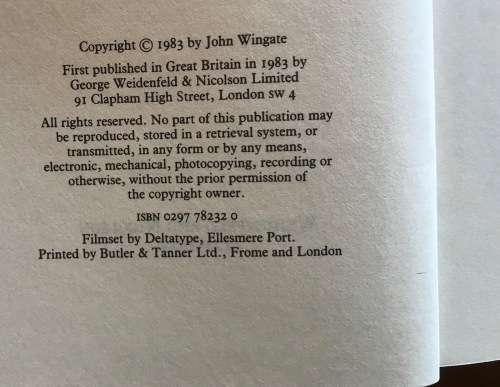 Copyright © 1983 by John Wingate
First published in Great Britain in 1983 by
George Weidenfeld & Nicolson Limited
91 Clapham High Street, London SW 4
All rights reserved. No part of this publication may
be reproduced, stored in a retrieval system, or
transmitted, in any form or by any means,
electronic, mechanical, photocopying, recording or
otherwise, without the prior permission of
the copyright owner.
ISBN 0297 78232 0
Filmset by Deltatype, Ellesmere Port.
Printed by Butler & Tanner Ltd., Frome and London